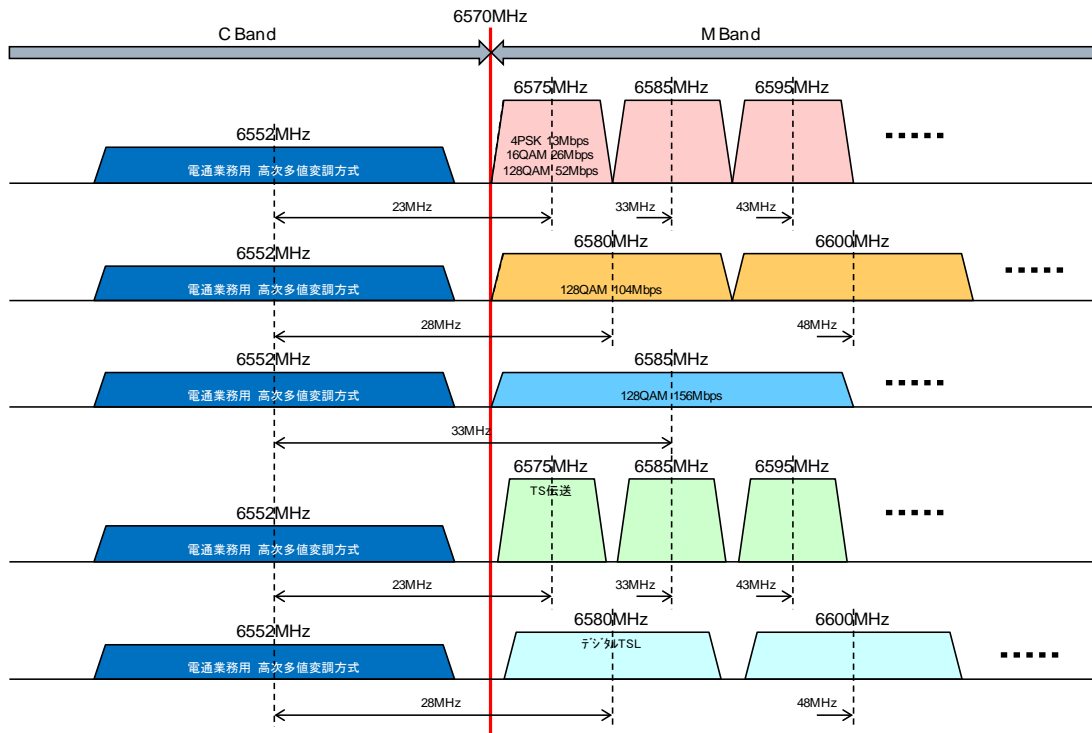 6570MHz
C Band
M Band
6575MHz
6585MHz
6595MHz
6552MHz
4PSK 13Mbps
16QAM 26Mbps
128QAM 52Mbps
電通業務用 高次多値変調方式
23MHz
33MHz
43MHz
6552MHz
6580MHz
6600MHz
電通業務用 高次多値変調方式
128QAM 104Mbps
28MHz
48MHz
6552MHz
6585MHz
電通業務用 高次多値変調方式
128QAM 156Mbps
33MHz
6575MHz
6585MHz
6595MHz
TS伝送
6552MHz
電通業務用 高次多値変調方式
23MHz
33MHz
43MHz
6580MHz
6600MHz
6552MHz
デジタルTSL
電通業務用 高次多値変調方式
28MHz
48MHz